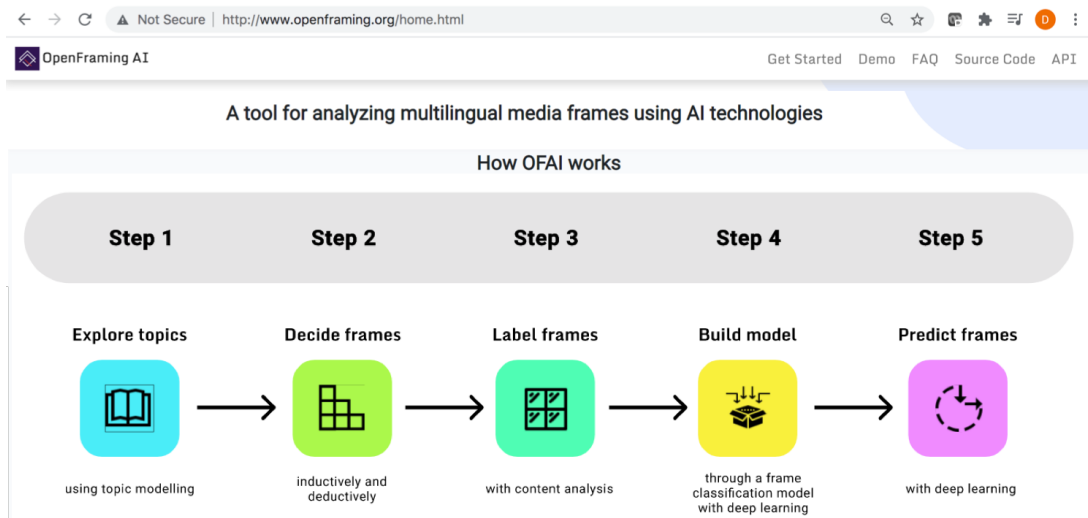 Not Secure | http://www.openframing.org/home.html
D
OpenFraming AI
Get Started Demo FAQ Source Code API
A tool for analyzing multilingual media frames using AI technologies
How OFAI works
Step 1 Step 2 Step 3 Step 4 Step 5
Explore topics Decide frames Label frames Build model Predict frames
using topic modelling
inductively and
deductively
with content analysis
through a frame
classification model
with deep learning
with deep learning